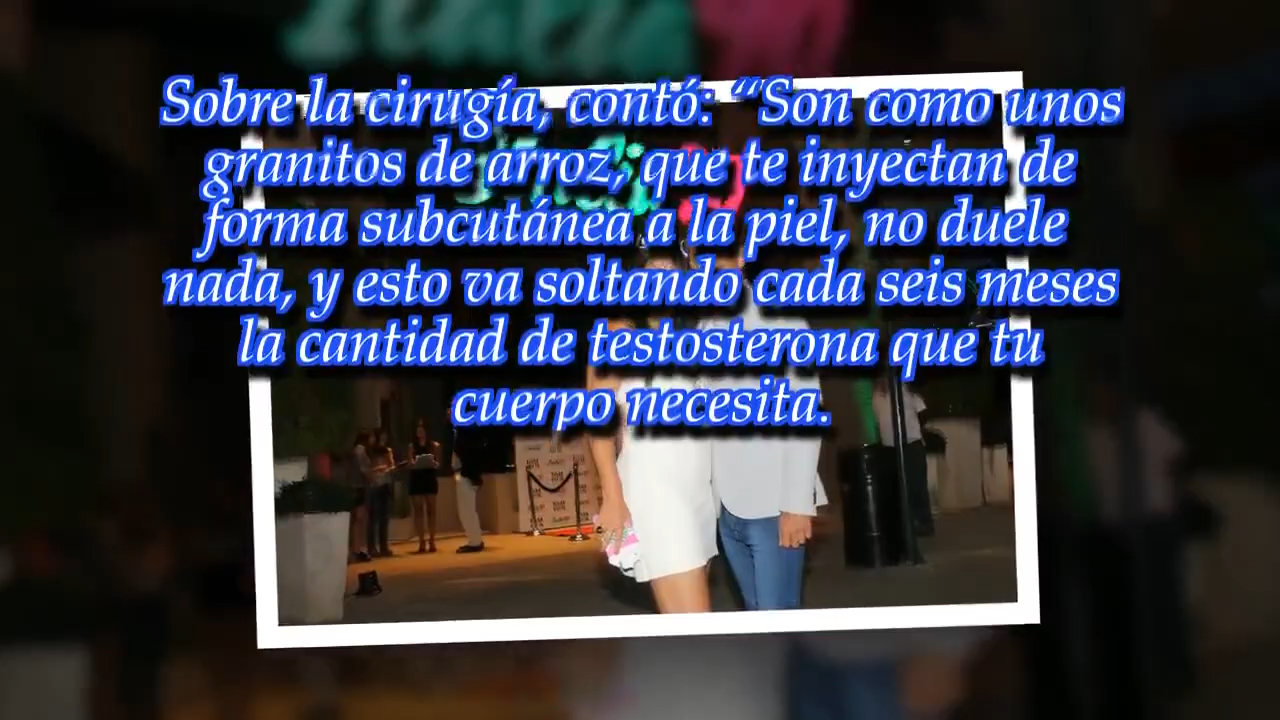 Sobre la cirugía, contó: “Son como unos
granitos de arroz, que te inyectan de
forma subcutánea a la piel, no duele
nada, y esto va soltando cada seis meses
la cantidad de testosterona que tu
cuerpo necesita.